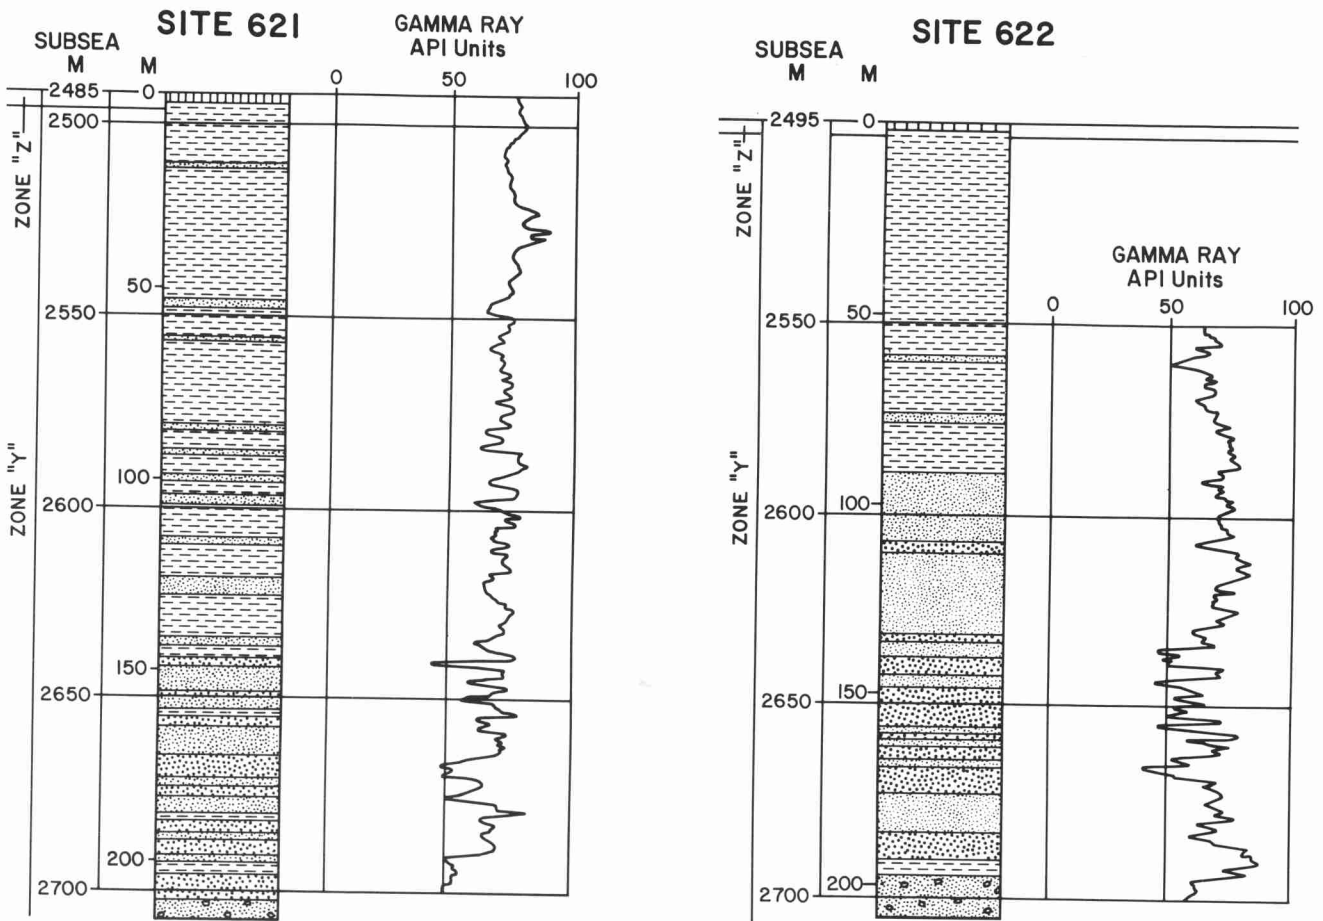 SITE 621
SUBSEA
M
M
GAMMA RAY
API Units
0
50
100
2485
0
2500
50
2550
100
2600
150
2650
200
2700
ZONE "Z"
ZONE "Y"
SITE 622
SUBSEA
M
M
2495
0
GAMMA RAY
API Units
0
50
100
50
2550
100
2600
150
2650
200
2700
ZONE "Z"
ZONE "Y"